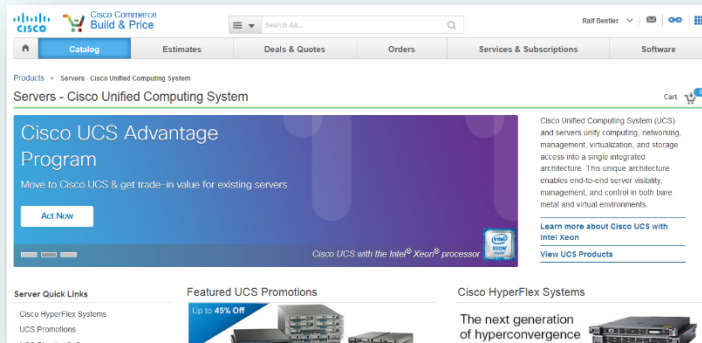 Cisco Commerce
Build & Price
CISCO
Search All...
Ralf Bentler
Catalog
Estimates
Deals & Quotes
Orders
Services & Subscriptions
Software
Products > Servers - Cisco Unified Computing System
Servers - Cisco Unified Computing System
Cart
Cisco UCS Advantage
Program
Move to Cisco UCS & get trade-in value for existing servers
Act Now
Cisco UCS with the Intel® Xeon® processor
intel
XEON
Cisco Unified Computing System (UCS)
and servers unify computing, networking,
management, virtualization, and storage
access into a single integrated
architecture. This unique architecture
enables end-to-end server visibility,
management, and control in both bare
metal and virtual environments.
Learn more about Cisco UCS with
Intel Xeon
View UCS Products
Server Quick Links
Cisco HyperFlex Systems
UCS Promotions
Featured UCS Promotions
Up to 45% Off
Cisco HyperFlex Systems
The next generation
of hyperconvergence